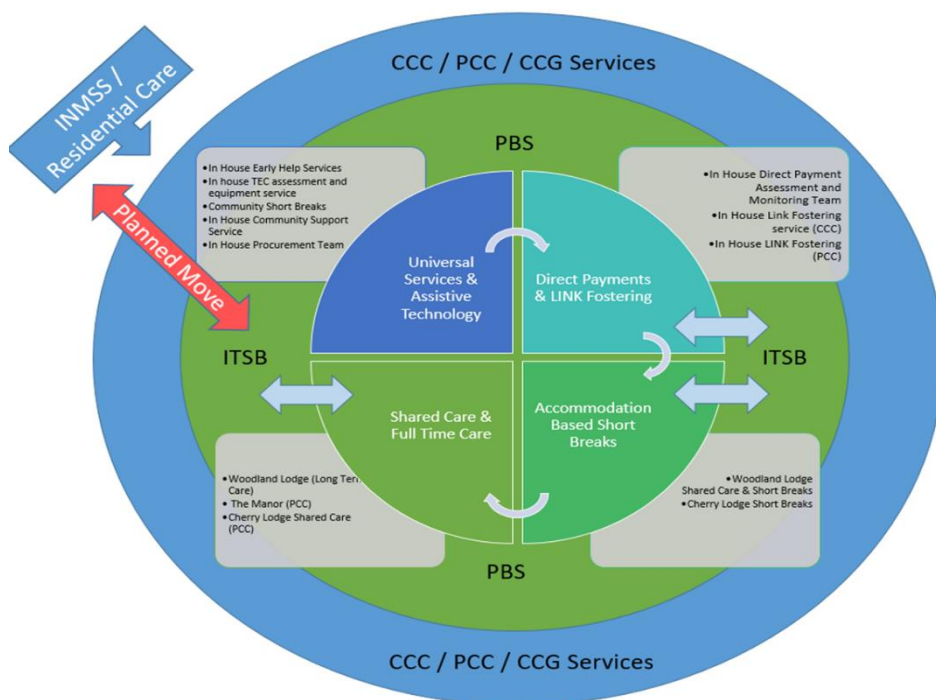 CCC / PCC / CCG Services
INMSS /
Residential Care
Planned Move
PBS
•In House Early Help Services
•In house TEC assessment and
equipment service
•Community Short Breaks
•In House Community Support
Service
•In House Procurement Team
•In House Direct Payment
Assessment and
Monitoring Team
•In House Link Fostering
service (CCC)
•In House LINK Fostering
(PCC)
Universal
Services &
Assistive
Technology
Direct Payments
& LINK Fostering
ITSB
ITSB
Shared Care &
Full Time Care
Accommodation
Based Short
Breaks
•Woodland Lodge (Long Ter
Care)
•The Manor (PCC)
•Cherry Lodge Shared Care
(PCC)
•Woodland Lodge
Shared Care & Short Breaks
•Cherry Lodge Short Breaks
PBS
CCC / PCC / CCG Services